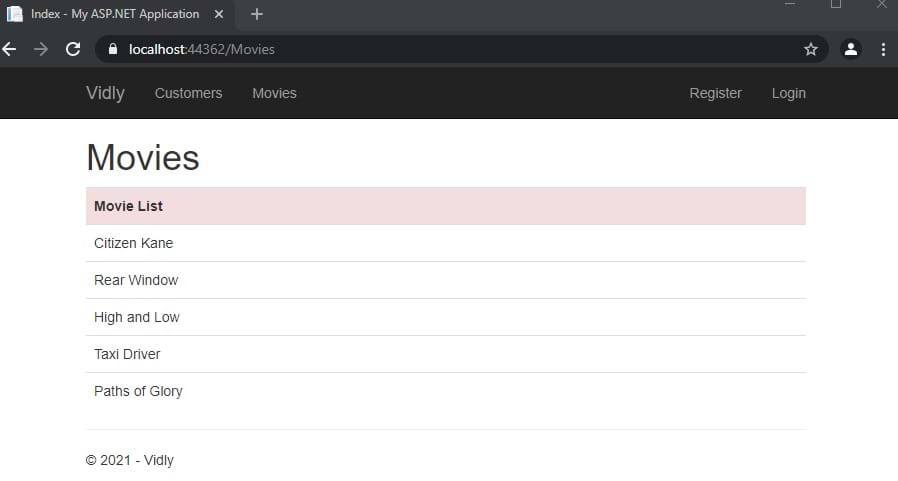 Index - My ASP.NET Application
localhost:44362/Movies
Vidly Customers Movies Register Login
Movies
Movie List
Citizen Kane
Rear Window
High and Low
Taxi Driver
Paths of Glory
© 2021 - Vidly